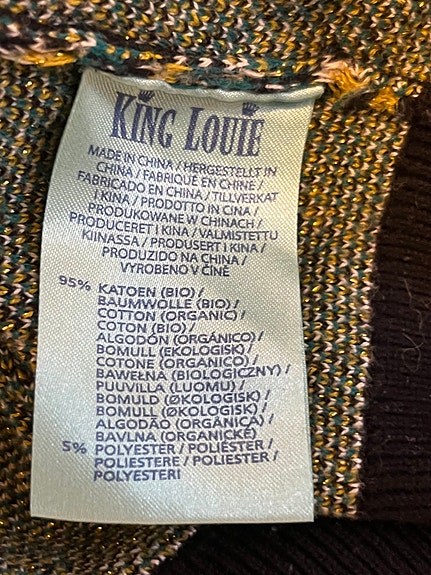 KING LOUIE
MADE IN CHINA / HERGESTELLT IN
CHINA / FABRIQUÉ EN CHINE /
FABRICADO EN CHINA / TILLVERKAT
I KINA / PRODOTTO IN CINA /
PRODUKOWANE W CHINACH /
PRODUCERET I KINA / VALMISTETTU
KIINASSA / PRODUSERT I KINA /
PRODUZIDO NA CHINA /
VYROBENO V ČÍNĚ
95% KATOEN (BIO) /
BAUMWOLLE (BIO) /
COTTON (ORGANIC) /
COTON (BIO) /
ALGODÓN (ORGÁNICO) /
BOMULL (EKOLOGISK) /
COTONE (ORGANICO) /
BAWEŁNA (BIOLOGICZNY) /
PUUVILLA (LUOMU) /
BOMULD (ØKOLOGISK) /
BOMULL (ØKOLOGISK) /
ALGODÃO (ORGÂNICA) /
BAVLNA (ORGANICKÉ)
5% POLYESTER / POLIÉSTER /
POLIESTERE / POLIESTER /
POLYESTERI